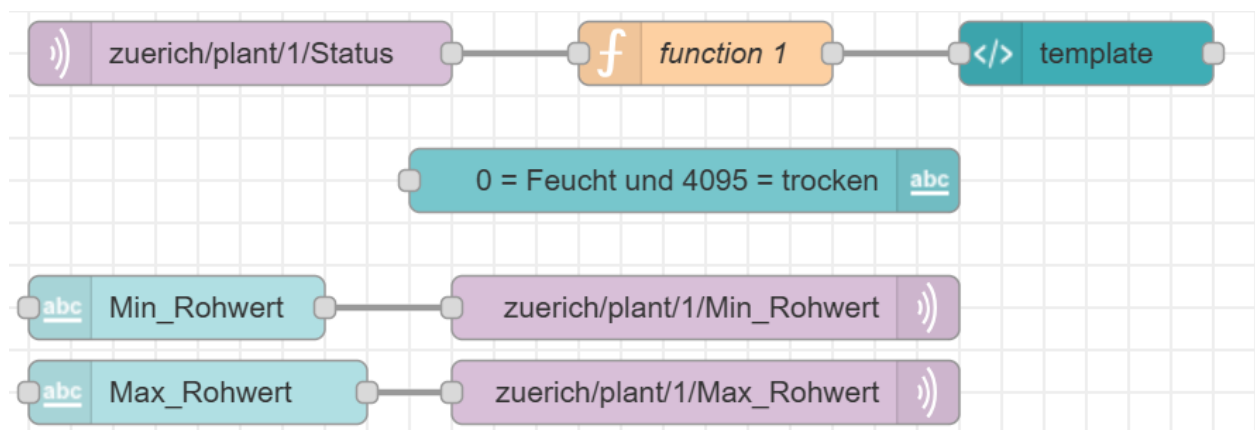 zuerich/plant/1/Status
function 1
</> template
0 = Feucht und 4095 = trocken abc
abc Min_Rohwert
zuerich/plant/1/Min_Rohwert
abc Max_Rohwert
zuerich/plant/1/Max_Rohwert